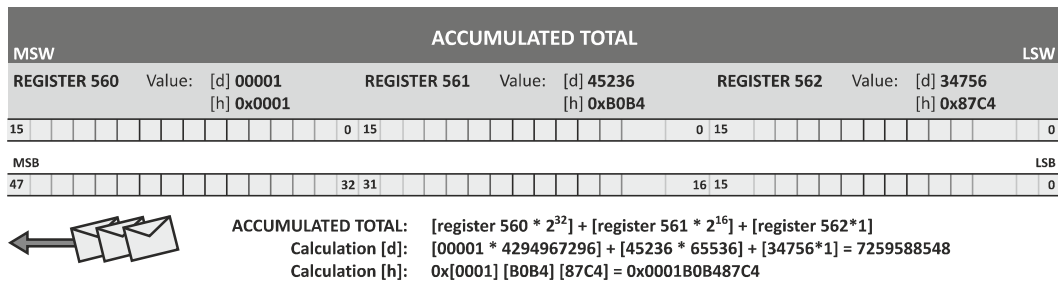 ACCUMULATED TOTAL
MSW LSW
REGISTER 560 Value: [d] 00001 REGISTER 561 Value: [d] 45236 REGISTER 562 Value: [d] 34756
[h] 0x0001 [h] 0xB0B4 [h] 0x87C4
15 0 15 0 15 0
MSB LSB
47 32 31 16 15 0
ACCUMULATED TOTAL: [register 560 * 2³²] + [register 561 * 2¹⁶] + [register 562*1]
Calculation [d]: [00001 * 4294967296] + [45236 * 65536] + [34756*1] = 7259588548
Calculation [h]: 0x[0001] [B0B4] [87C4] = 0x0001B0B487C4